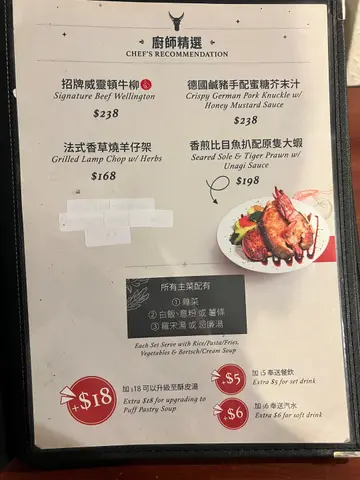 廚師精選
CHEF'S RECOMMENDATION
招牌威靈頓牛柳
Signature Beef Wellington
$238
德國鹹豬手配蜜糖芥末汁
Crispy German Pork Knuckle w/
Honey Mustard Sauce
$238
法式香草燒羊仔架
Grilled Lamp Chop w/ Herbs
$168
香煎比目魚扒配原隻大蝦
Seared Sole & Tiger Prawn w/
Unagi Sauce
$198
所有主菜配有
① 雜菜
② 白飯、意粉 或 薯條
③ 羅宋湯 或 忌廉湯
Each Set Serve with Rice/Pasta/Fries,
Vegetables & Bortsch/Cream Soup
+$18
加 $18 可以升級至酥皮湯
Extra $18 for upgrading to
Puff Pastry Soup
+$5
加 $5 奉送餐飲
Extra $5 for set drink
+$6
加 $6 奉送汽水
Extra $6 for soft drink